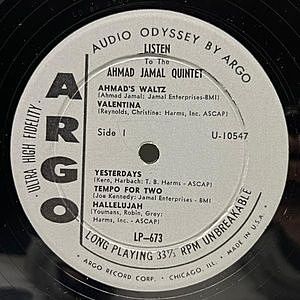 AUDIO ODYSSEY BY ARGO
LISTEN
To The
AHMAD JAMAL QUINTET
ULTRA HIGH FIDELITY
ARGO
AHMAD'S WALTZ
(Ahmad Jamal: Jamal Enterprises-BMI)
VALENTINA
(Reynolds, Christine: Harms, Inc. ASCAP)
Side 1
U-10547
YESTERDAYS
(Kern, Harbach: T. B. Harms - ASCAP)
TEMPO FOR TWO
(Joe Kennedy: Jamal Enterprises - BMI)
HALLELUJAH
(Youmans, Robin, Grey:
Harms, Inc. - ASCAP)
LP-673
LONG PLAYING 33⅓ RPM UNBREAKABLE
ARGO RECORD CORP. CHICAGO, ILL. MADE IN U.S.A.